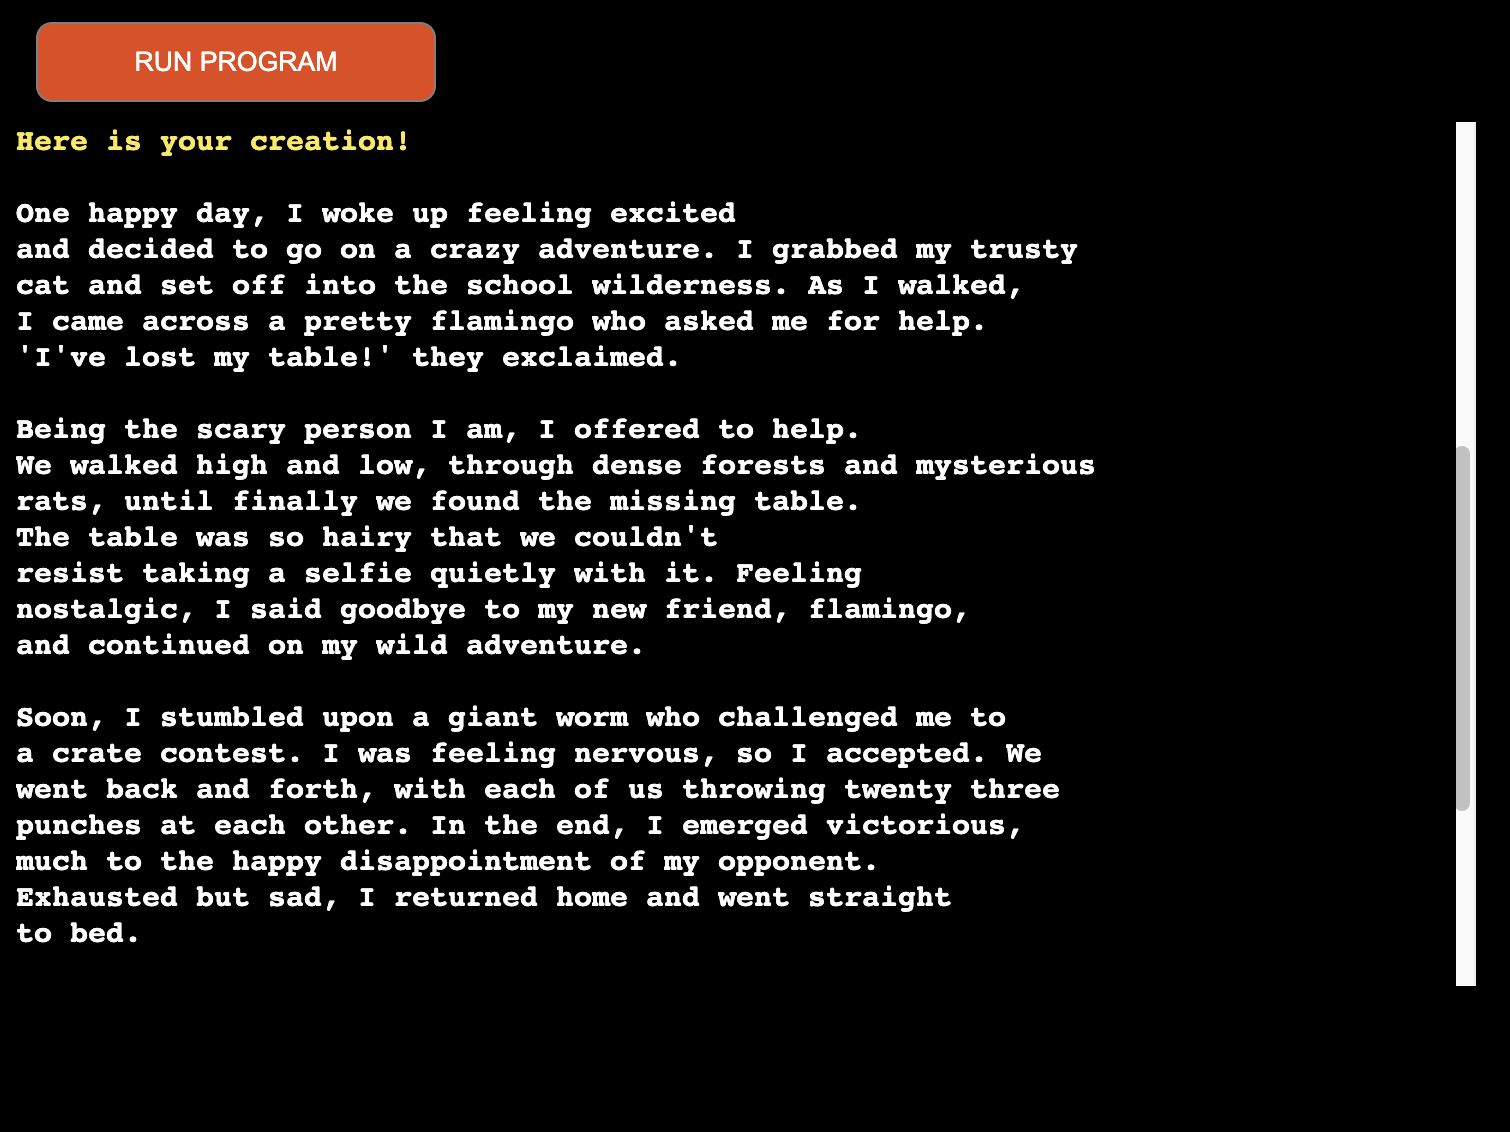 RUN PROGRAM
Here is your creation!
One happy day, I woke up feeling excited
and decided to go on a crazy adventure. I grabbed my trusty
cat and set off into the school wilderness. As I walked,
I came across a pretty flamingo who asked me for help.
'I've lost my table!' they exclaimed.
Being the scary person I am, I offered to help.
We walked high and low, through dense forests and mysterious
rats, until finally we found the missing table.
The table was so hairy that we couldn't
resist taking a selfie quietly with it. Feeling
nostalgic, I said goodbye to my new friend, flamingo,
and continued on my wild adventure.
Soon, I stumbled upon a giant worm who challenged me to
a crate contest. I was feeling nervous, so I accepted. We
went back and forth, with each of us throwing twenty three
punches at each other. In the end, I emerged victorious,
much to the happy disappointment of my opponent.
Exhausted but sad, I returned home and went straight
to bed.